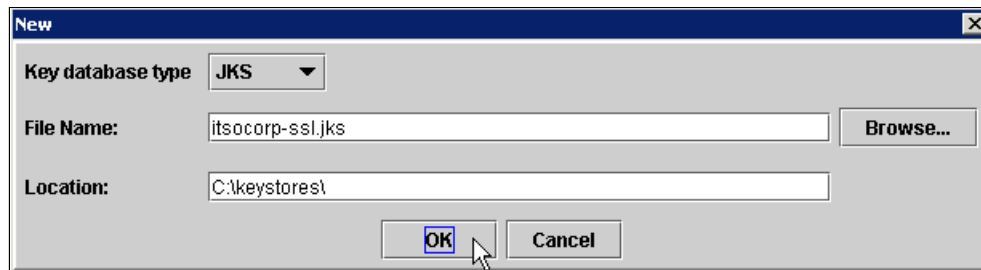 New
Key database type JKS
File Name: itsocorp-ssl.jks Browse...
Location: C:\keystores\
OK Cancel